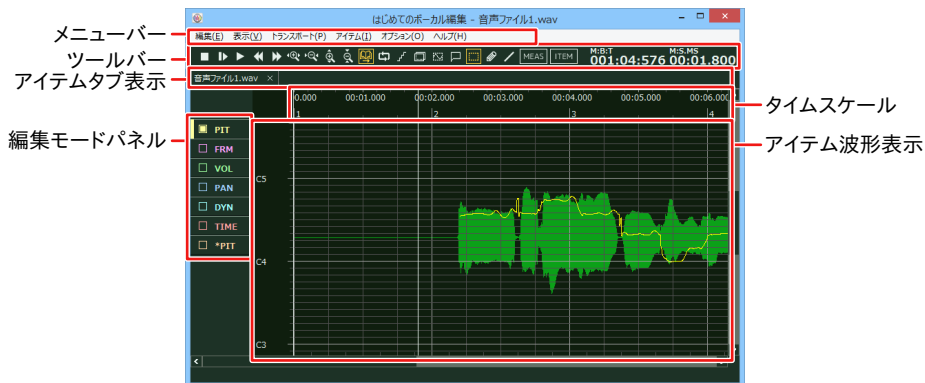 はじめてのボーカル編集 - 音声ファイル1.wav
メニューバー
編集(E) 表示(V) トランスポート(P) アイテム(I) オプション(O) ヘルプ(H)
ツールバー
MEAS ITEM M:B:T 001:04:576 M:S.MS 00:01.800
アイテムタブ表示
音声ファイル1.wav ×
0.000 00:01.000 00:02.000 00:03.000 00:04.000 00:05.000 00:06.0
タイムスケール
1 2 3 4
編集モードパネル
アイテム波形表示
PIT
FRM
VOL
PAN
DYN
TIME
*PIT
C5
C4
C3